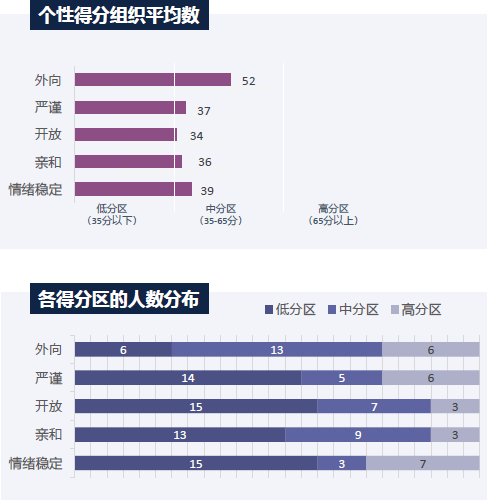 个性得分组织平均数
外向 52
严谨 37
开放 34
亲和 36
情绪稳定 39
低分区 中分区 高分区
（35分以下） （35-65分） （65分以上）
各得分区的人数分布
低分区 中分区 高分区
外向 6 13 6
严谨 14 5 6
开放 15 7 3
亲和 13 9 3
情绪稳定 15 3 7